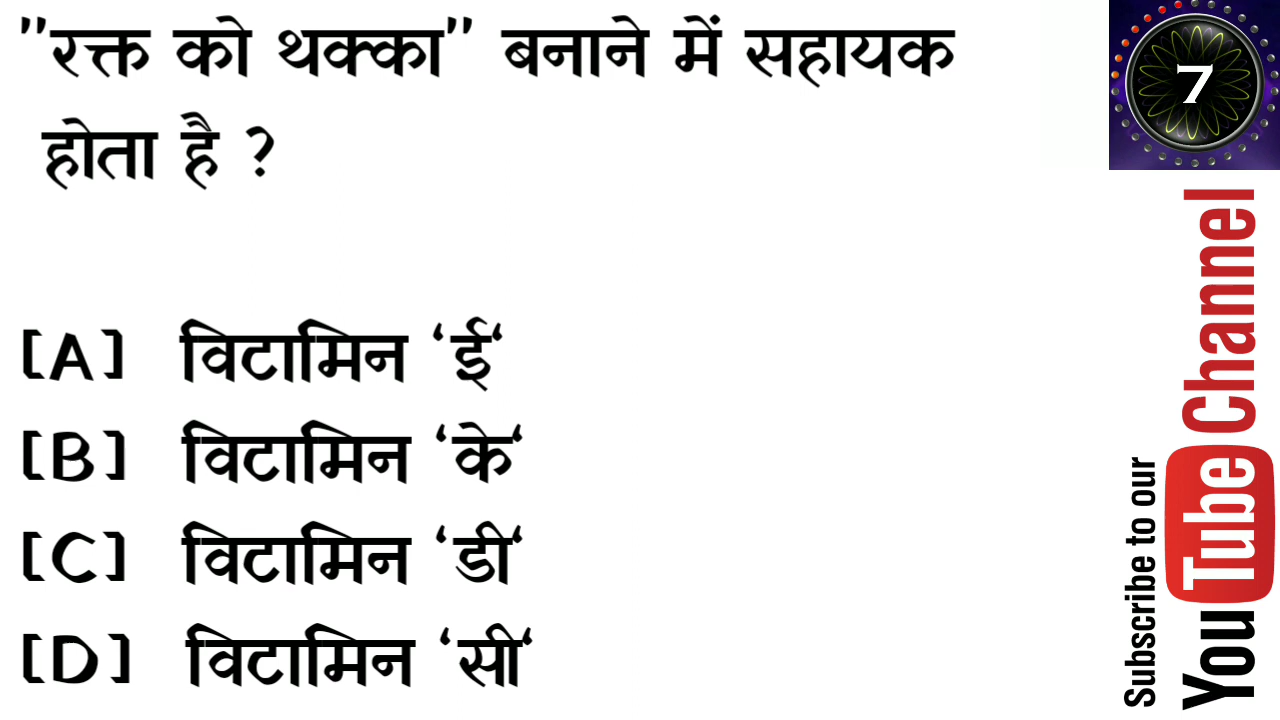 "रक्त को थक्का" बनाने में सहायक
होता है ?
[A] विटामिन ‘ई‘
[B] विटामिन ‘के‘
[C] विटामिन ‘डी‘
[D] विटामिन ‘सी‘
7
Subscribe to our
YouTube Channel